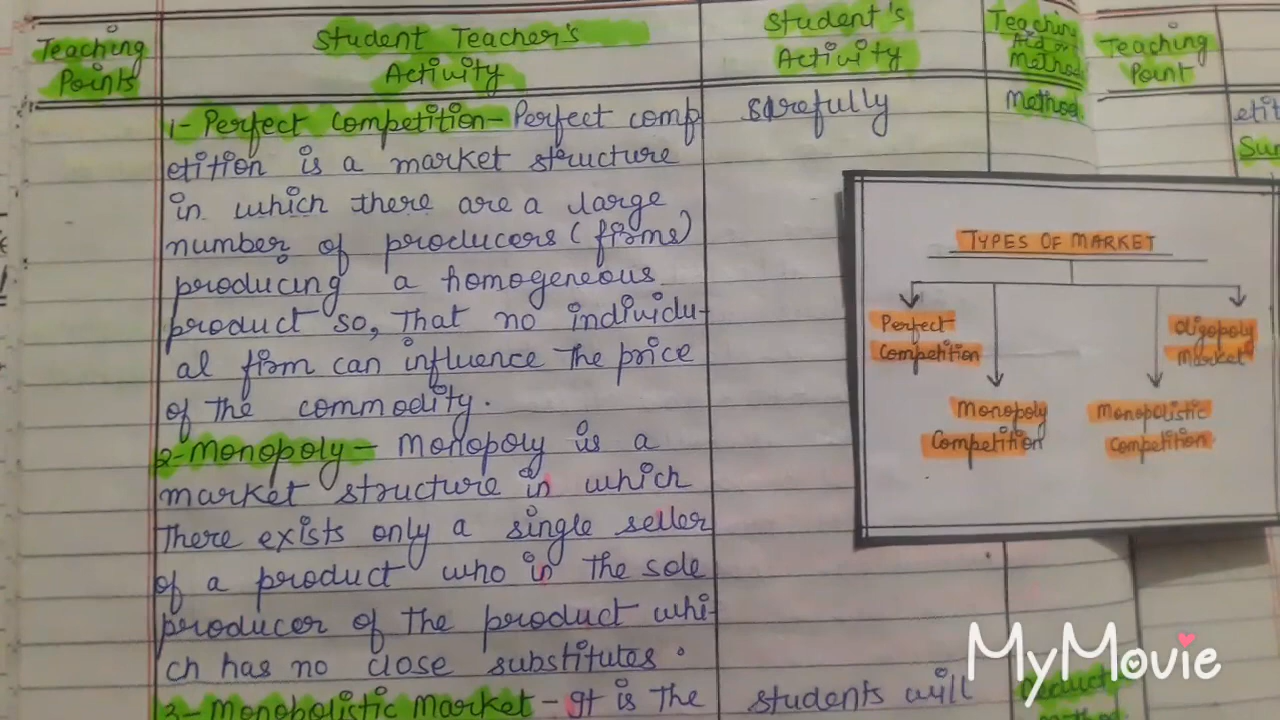 Teaching
Points
Student Teacher's
Activity
Student's
Activity
Teaching
Aid or
Method
Teaching
Point
1- Perfect Competition- Perfect comp
etition is a market structure
in which there are a large
number of producers (firms)
producing a homogeneous
product so, that no individu-
al firm can influence the price
of the commodity.
2- Monopoly - Monopoly is a
market structure in which
there exists only a single seller
of a product who is the sole
producer of the product whi-
ch has no close substitutes.
3- Monopolistic Market - It is the
students will
Method
TYPES OF MARKET
Perfect
Competition
Monopoly
Competition
Monopolistic
Competition
Oligopoly
Market
etit
Sur
MyMovie